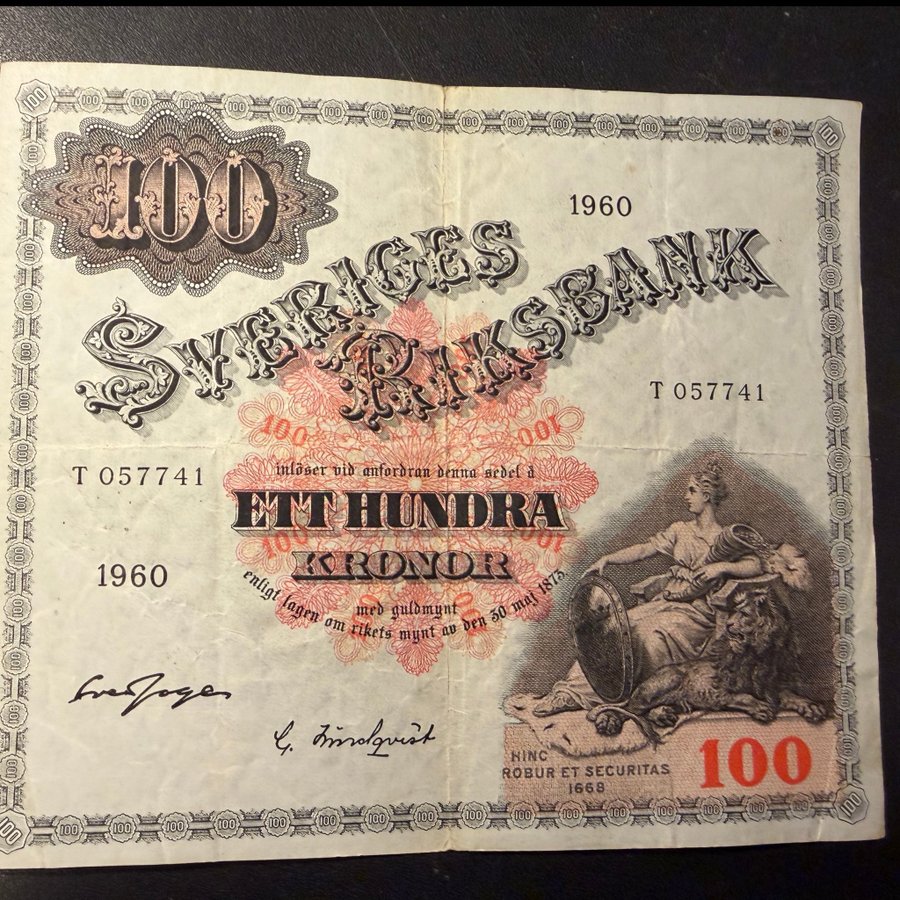 100
1960
SVERIGES
RIKSBANK
T 057741
100 100
inlöser vid anfordran denna sedel å
T 057741
ETT HUNDRA
100 100
KRONOR
1960
med guldmynt
enligt lagen om rikets mynt av den 30 maj 1873.
G. Lindqvist
HINC
ROBUR ET SECURITAS
1668
100